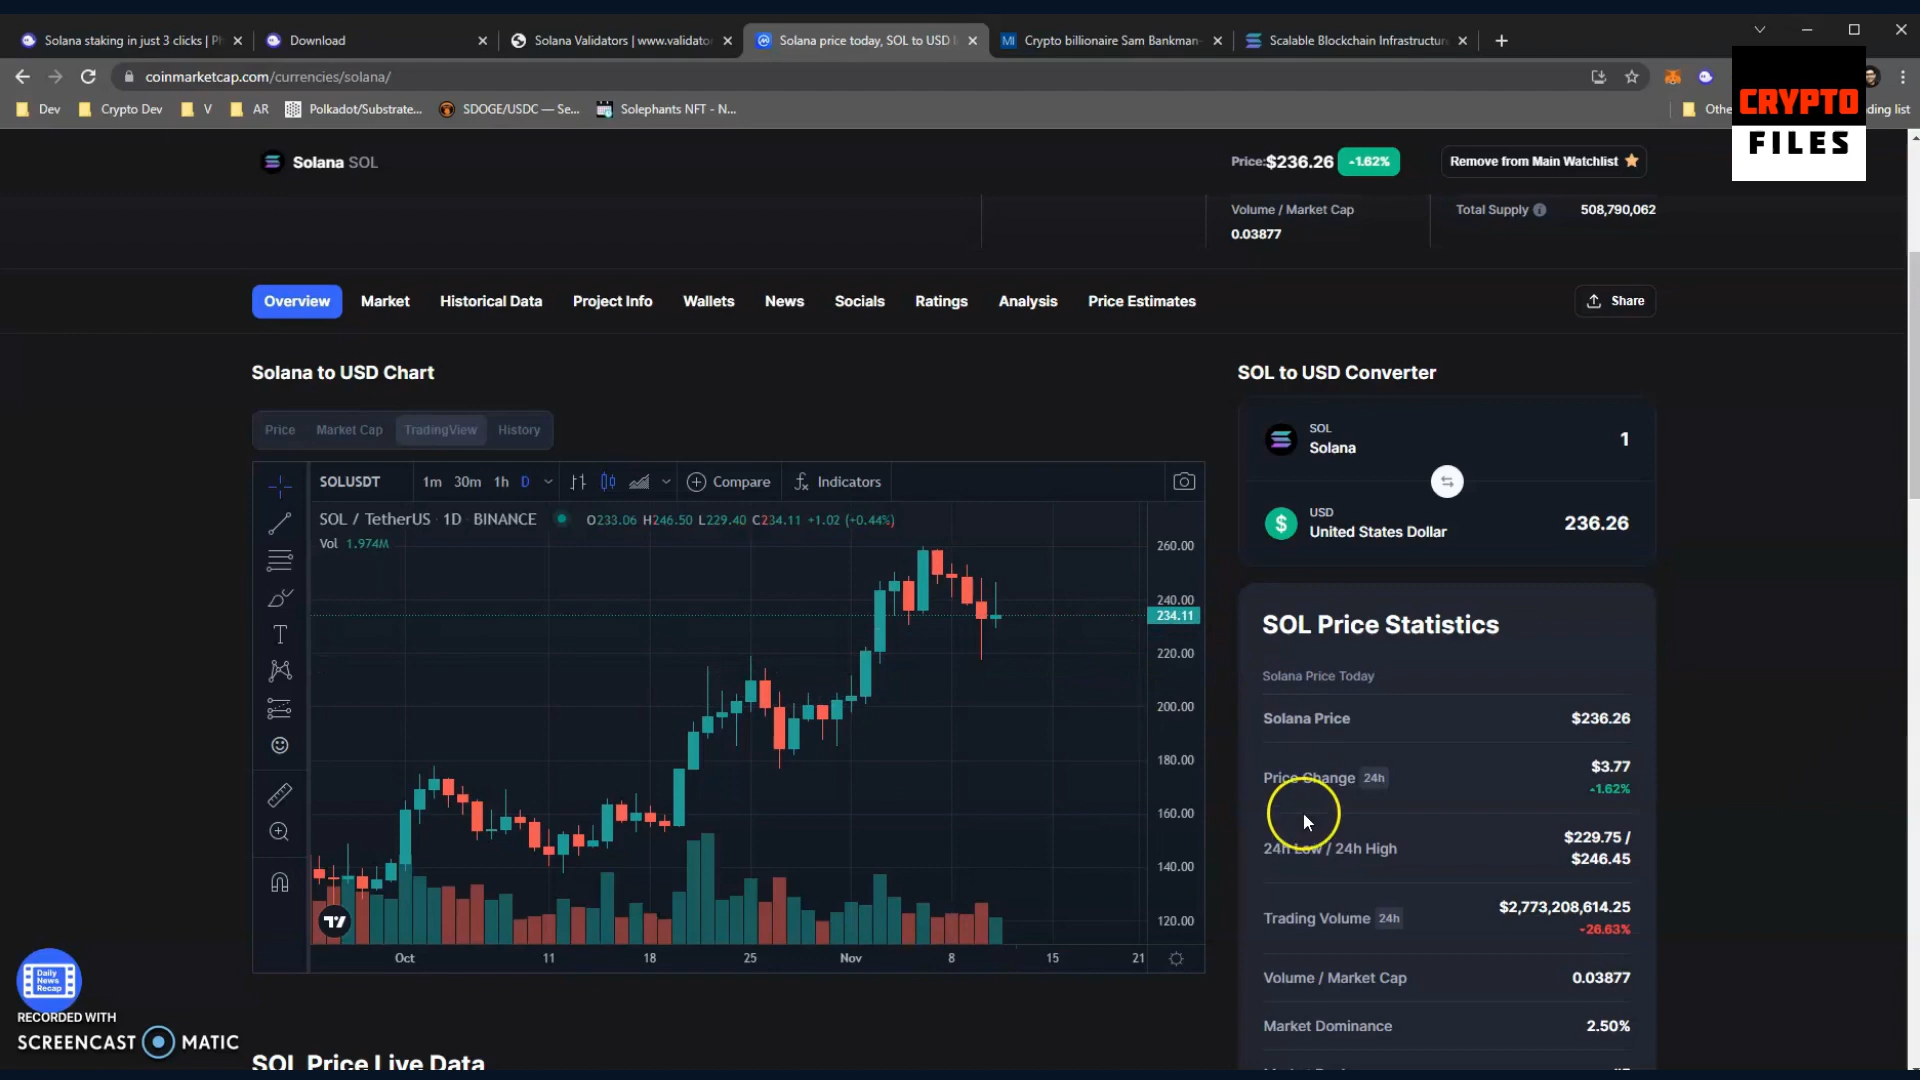 Solana staking in just 3 clicks | P
Download
Solana Validators | www.validato
Solana price today, SOL to USD l
Crypto billionaire Sam Bankman-
Scalable Blockchain Infrastructure
coinmarketcap.com/currencies/solana/
Dev
Crypto Dev
V
AR
Polkadot/Substrate...
SDOGE/USDC — Se...
Solephants NFT - N...
Othe
ding list
CRYPTO
FILES
Solana SOL
Price:$236.26
-1.62%
Remove from Main Watchlist
Volume / Market Cap
0.03877
Total Supply
508,790,062
Overview
Market
Historical Data
Project Info
Wallets
News
Socials
Ratings
Analysis
Price Estimates
Share
Solana to USD Chart
Price
Market Cap
TradingView
History
SOLUSDT
1m
30m
1h
D
Compare
Indicators
SOL / TetherUS · 1D · BINANCE
O233.06 H246.50 L229.40 C234.11 +1.02 (+0.44%)
Vol 1.974M
260.00
240.00
234.11
220.00
200.00
180.00
160.00
140.00
120.00
Oct
11
18
25
Nov
8
15
21
SOL to USD Converter
SOL
Solana
1
USD
United States Dollar
236.26
SOL Price Statistics
Solana Price Today
Solana Price
$236.26
Price Change 24h
$3.77
-1.62%
24h Low / 24h High
$229.75 /
$246.45
Trading Volume 24h
$2,773,208,614.25
-26.63%
Volume / Market Cap
0.03877
Market Dominance
2.50%
SOL Price Live Data
Daily
News
Recap
RECORDED WITH
SCREENCAST MATIC